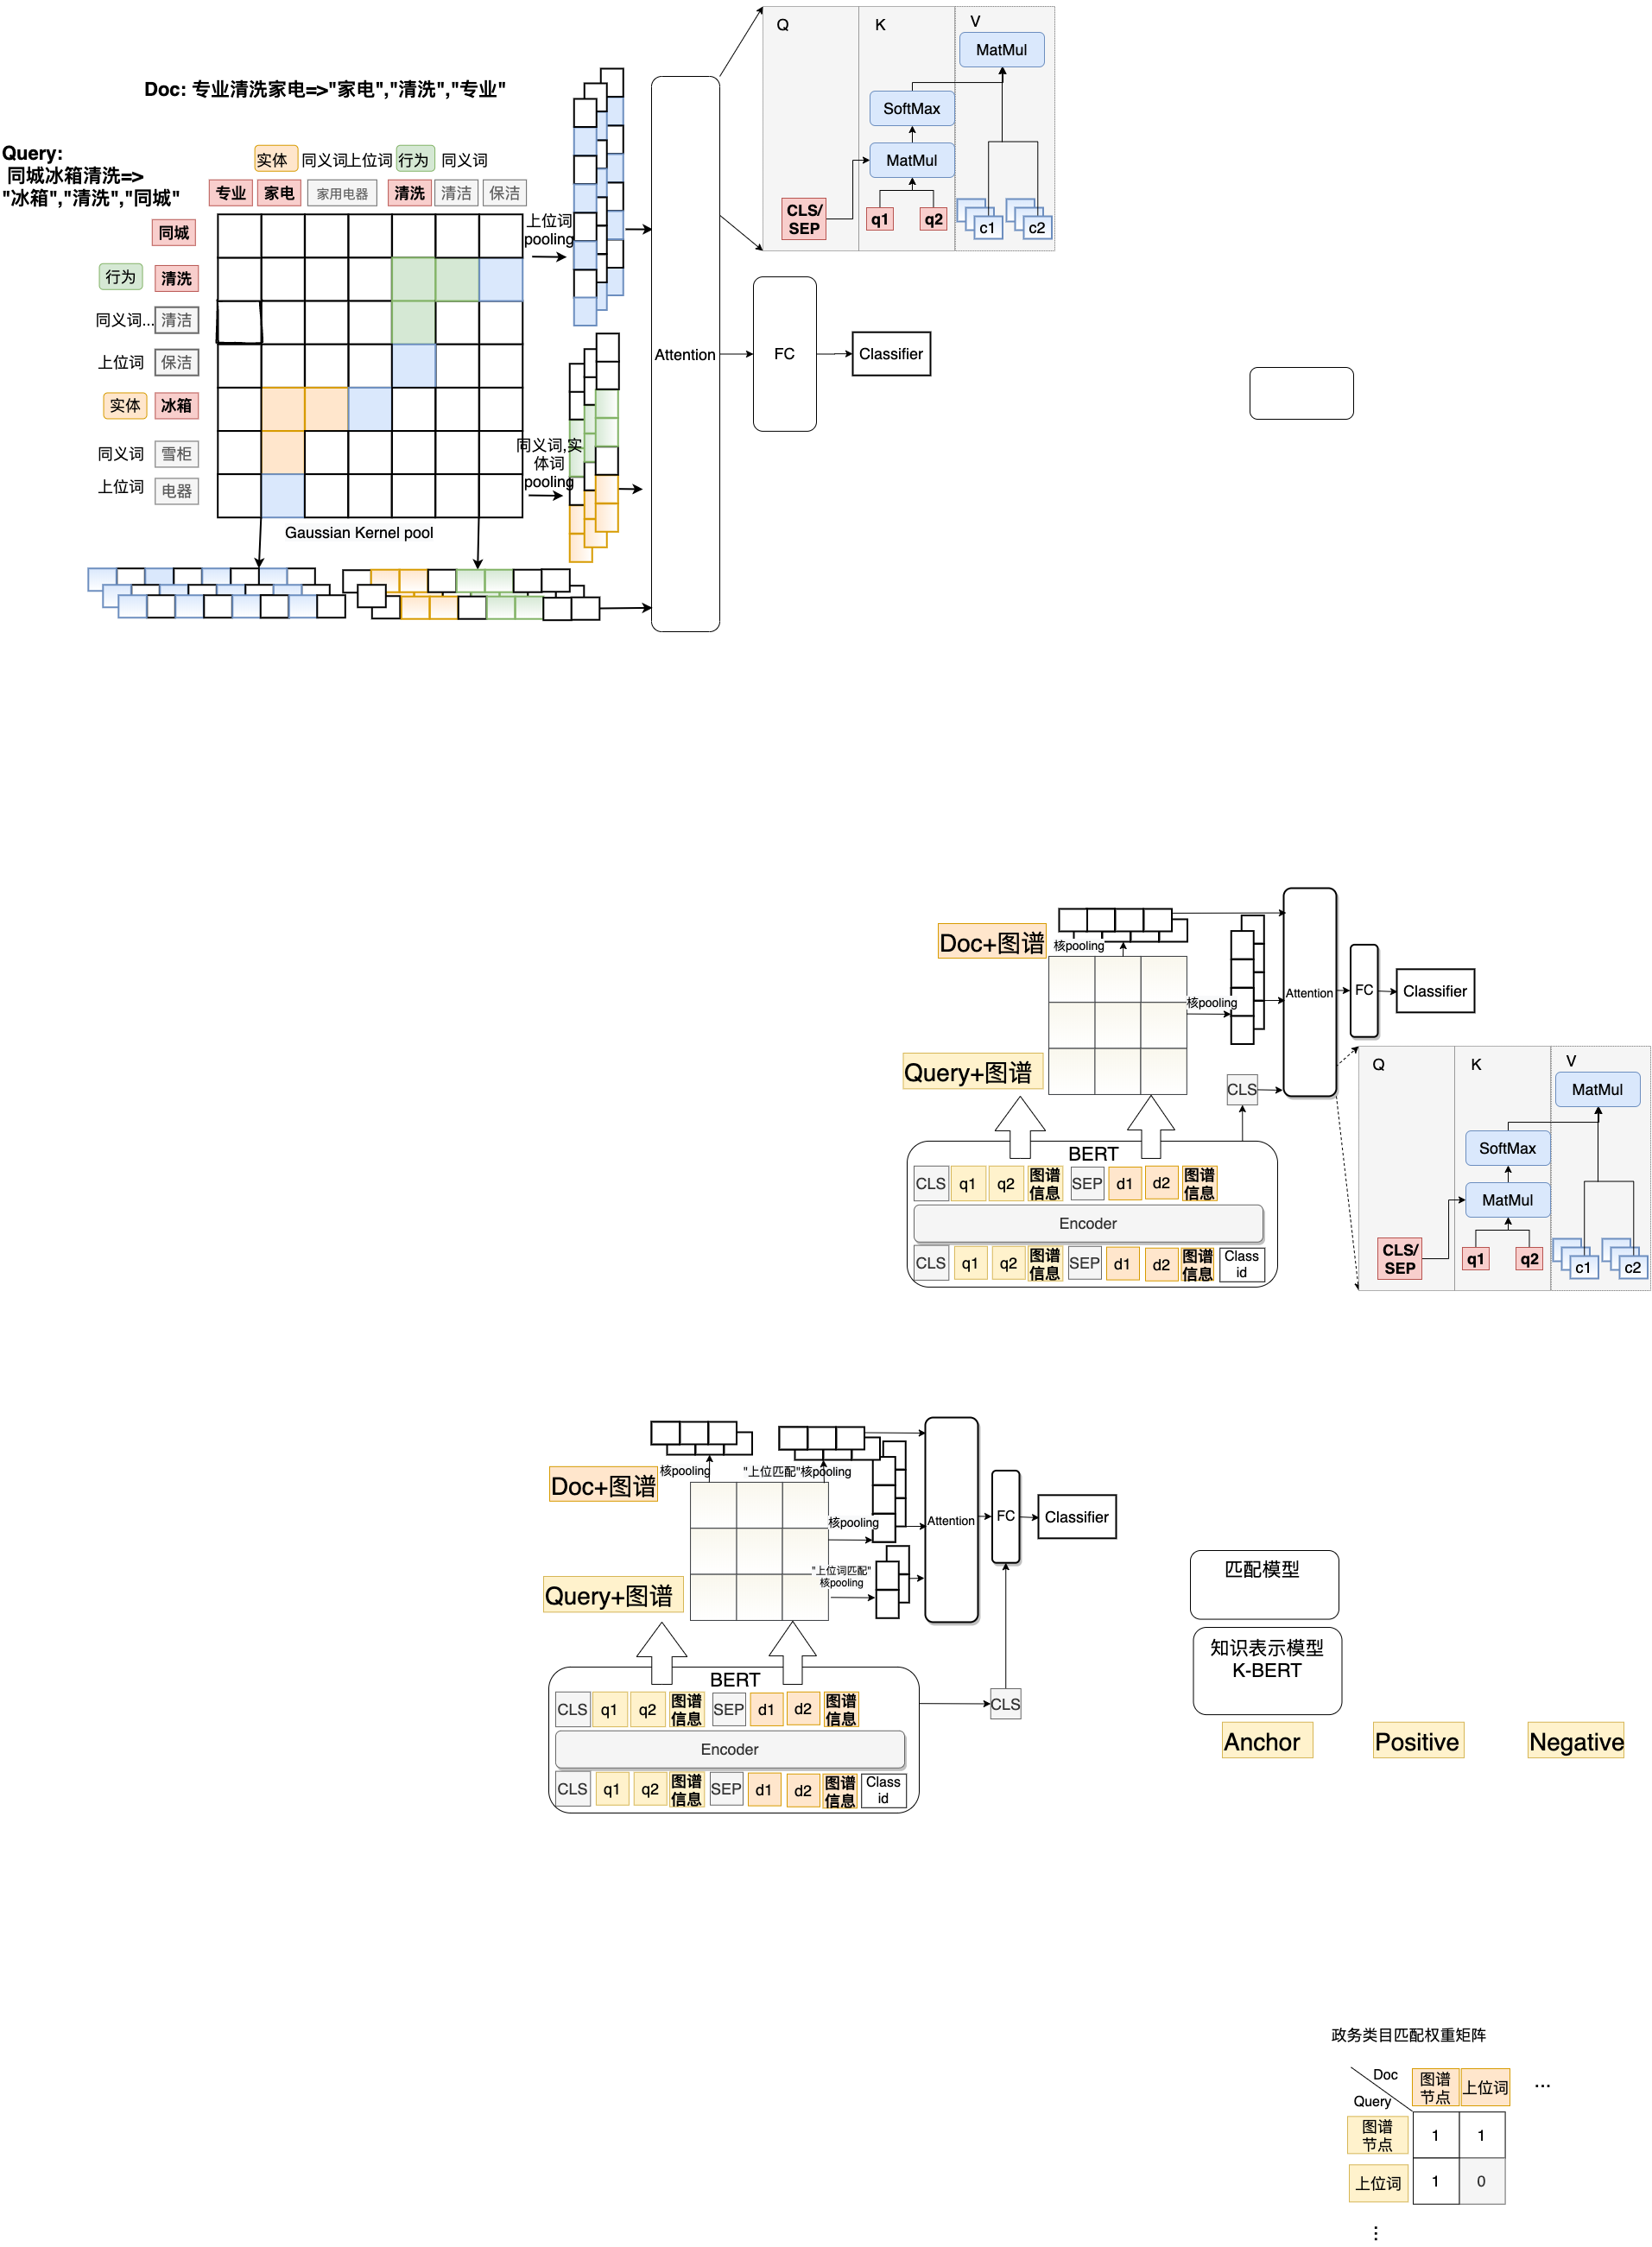 Doc: 专业清洗家电=>"家电","清洗","专业"
Query:
同城冰箱清洗=>
"冰箱","清洗","同城"
实体
同义词上位词
行为
同义词
专业
家电
家用电器
清洗
清洁
保洁
同城
行为
清洗
同义词...
清洁
上位词
保洁
实体
冰箱
同义词
雪柜
上位词
电器
上位词
pooling
同义词,实
体词
pooling
Gaussian Kernel pool
Attention
FC
Classifier
Q
K
V
MatMul
SoftMax
MatMul
CLS/
SEP
q1
q2
c1
c2
Doc+图谱
核pooling
核pooling
Query+图谱
Attention
FC
Classifier
CLS
BERT
CLS
q1
q2
图谱
信息
SEP
d1
d2
图谱
信息
Encoder
CLS
q1
q2
图谱
信息
SEP
d1
d2
图谱
信息
Class
id
Q
K
V
MatMul
SoftMax
MatMul
CLS/
SEP
q1
q2
c1
c2
Doc+图谱
核pooling
"上位匹配"核pooling
核pooling
"上位词匹配"
核pooling
Query+图谱
Attention
FC
Classifier
CLS
BERT
CLS
q1
q2
图谱
信息
SEP
d1
d2
图谱
信息
Encoder
CLS
q1
q2
图谱
信息
SEP
d1
d2
图谱
信息
Class
id
匹配模型
知识表示模型
K-BERT
Anchor
Positive
Negative
政务类目匹配权重矩阵
Doc
Query
图谱
节点
上位词
...
图谱
节点
1
1
上位词
1
0
...